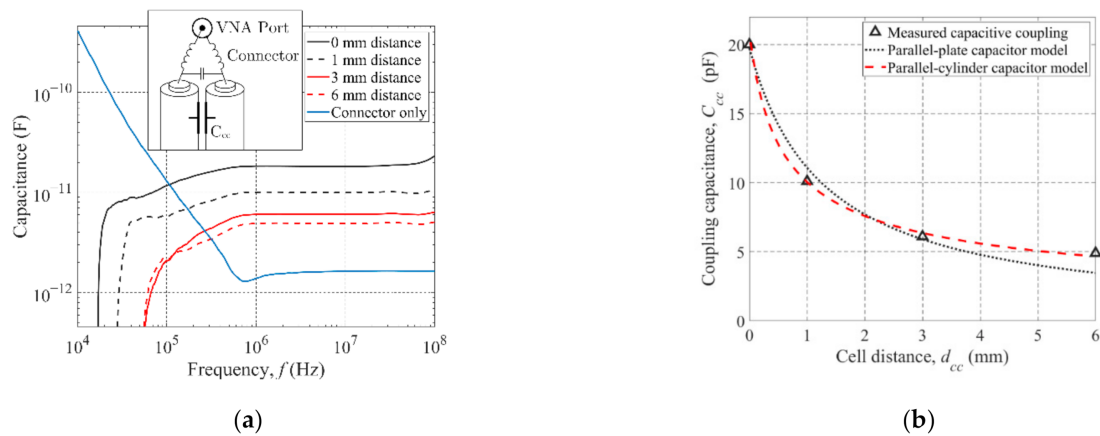 VNA Port
Connector
C_cc
0 mm distance
1 mm distance
3 mm distance
6 mm distance
Connector only
Capacitance (F)
10^-10
10^-11
10^-12
10^4 10^5 10^6 10^7 10^8
Frequency, f (Hz)
(a)
Measured capacitive coupling
Parallel-plate capacitor model
Parallel-cylinder capacitor model
Coupling capacitance, C_cc (pF)
20
15
10
5
0
0 1 2 3 4 5 6
Cell distance, d_cc (mm)
(b)